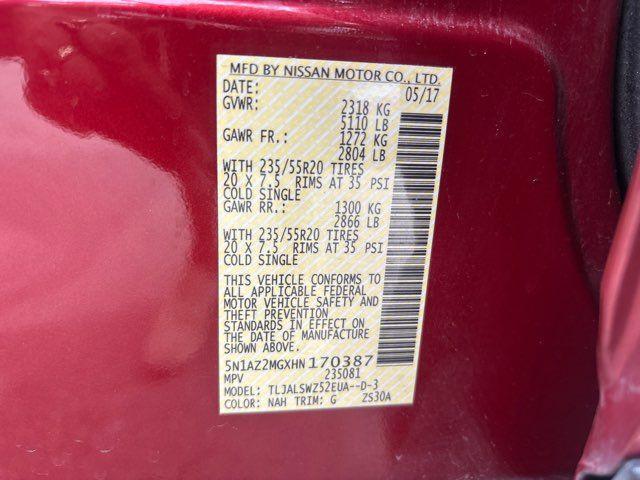 MFD BY NISSAN MOTOR CO., LTD.
DATE: 05/17
GVWR: 2318 KG
5110 LB
GAWR FR.: 1272 KG
2804 LB
WITH 235/55R20 TIRES
20 X 7.5 RIMS AT 35 PSI
COLD SINGLE
GAWR RR.: 1300 KG
2866 LB
WITH 235/55R20 TIRES
20 X 7.5 RIMS AT 35 PSI
COLD SINGLE
THIS VEHICLE CONFORMS TO
ALL APPLICABLE FEDERAL
MOTOR VEHICLE SAFETY AND
THEFT PREVENTION
STANDARDS IN EFFECT ON
THE DATE OF MANUFACTURE
SHOWN ABOVE.
5N1AZ2MGXHN170387
MPV 235081
MODEL: TLJALSWZ52EUA--D-3
COLOR: NAH TRIM: G ZS30A